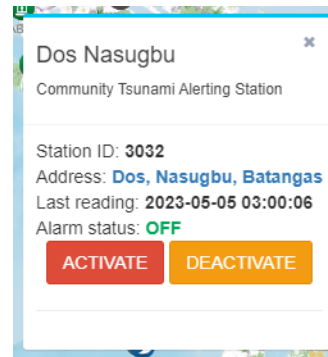 Dos Nasugbu
×
Community Tsunami Alerting Station
Station ID: 3032
Address: Dos, Nasugbu, Batangas
Last reading: 2023-05-05 03:00:06
Alarm status: OFF
ACTIVATE DEACTIVATE